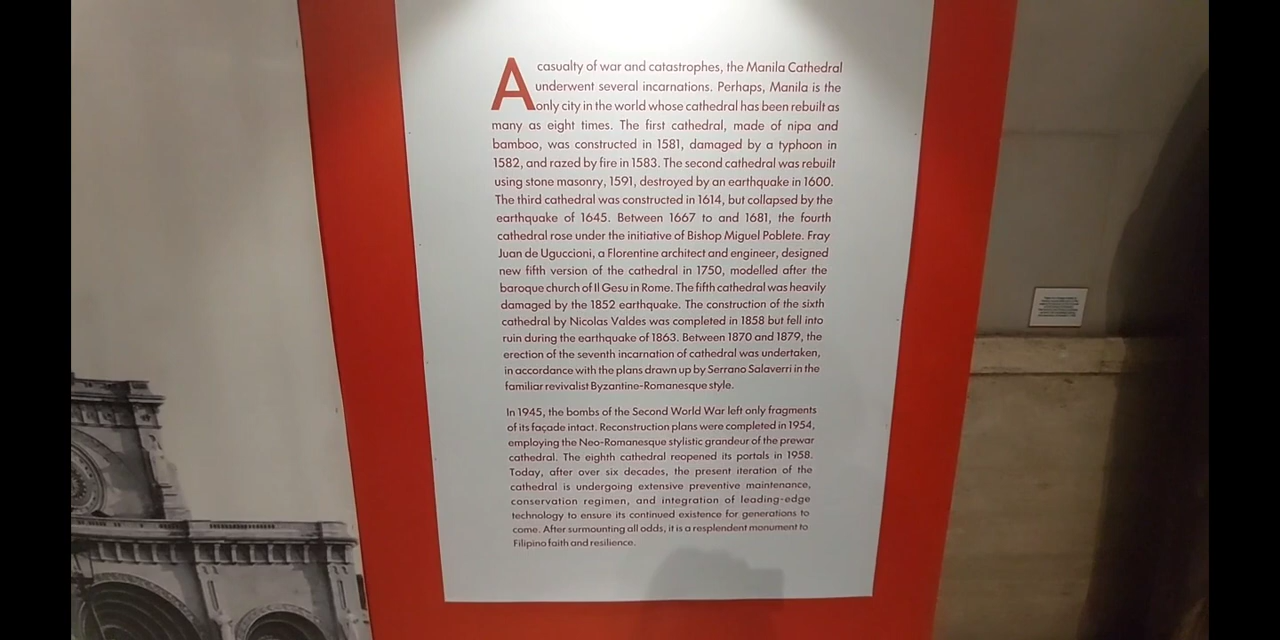 A casualty of war and catastrophes, the Manila Cathedral
underwent several incarnations. Perhaps, Manila is the
only city in the world whose cathedral has been rebuilt as
many as eight times. The first cathedral, made of nipa and
bamboo, was constructed in 1581, damaged by a typhoon in
1582, and razed by fire in 1583. The second cathedral was rebuilt
using stone masonry, 1591, destroyed by an earthquake in 1600.
The third cathedral was constructed in 1614, but collapsed by the
earthquake of 1645. Between 1667 to and 1681, the fourth
cathedral rose under the initiative of Bishop Miguel Poblete. Fray
Juan de Uguccioni, a Florentine architect and engineer, designed
new fifth version of the cathedral in 1750, modelled after the
baroque church of Il Gesu in Rome. The fifth cathedral was heavily
damaged by the 1852 earthquake. The construction of the sixth
cathedral by Nicolas Valdes was completed in 1858 but fell into
ruin during the earthquake of 1863. Between 1870 and 1879, the
erection of the seventh incarnation of cathedral was undertaken,
in accordance with the plans drawn up by Serrano Salaverri in the
familiar revivalist Byzantine-Romanesque style.
In 1945, the bombs of the Second World War left only fragments
of its façade intact. Reconstruction plans were completed in 1954,
employing the Neo-Romanesque stylistic grandeur of the prewar
cathedral. The eighth cathedral reopened its portals in 1958.
Today, after over six decades, the present iteration of the
cathedral is undergoing extensive preventive maintenance,
conservation regimen, and integration of leading-edge
technology to ensure its continued existence for generations to
come. After surmounting all odds, it is a resplendent monument to
Filipino faith and resilience.